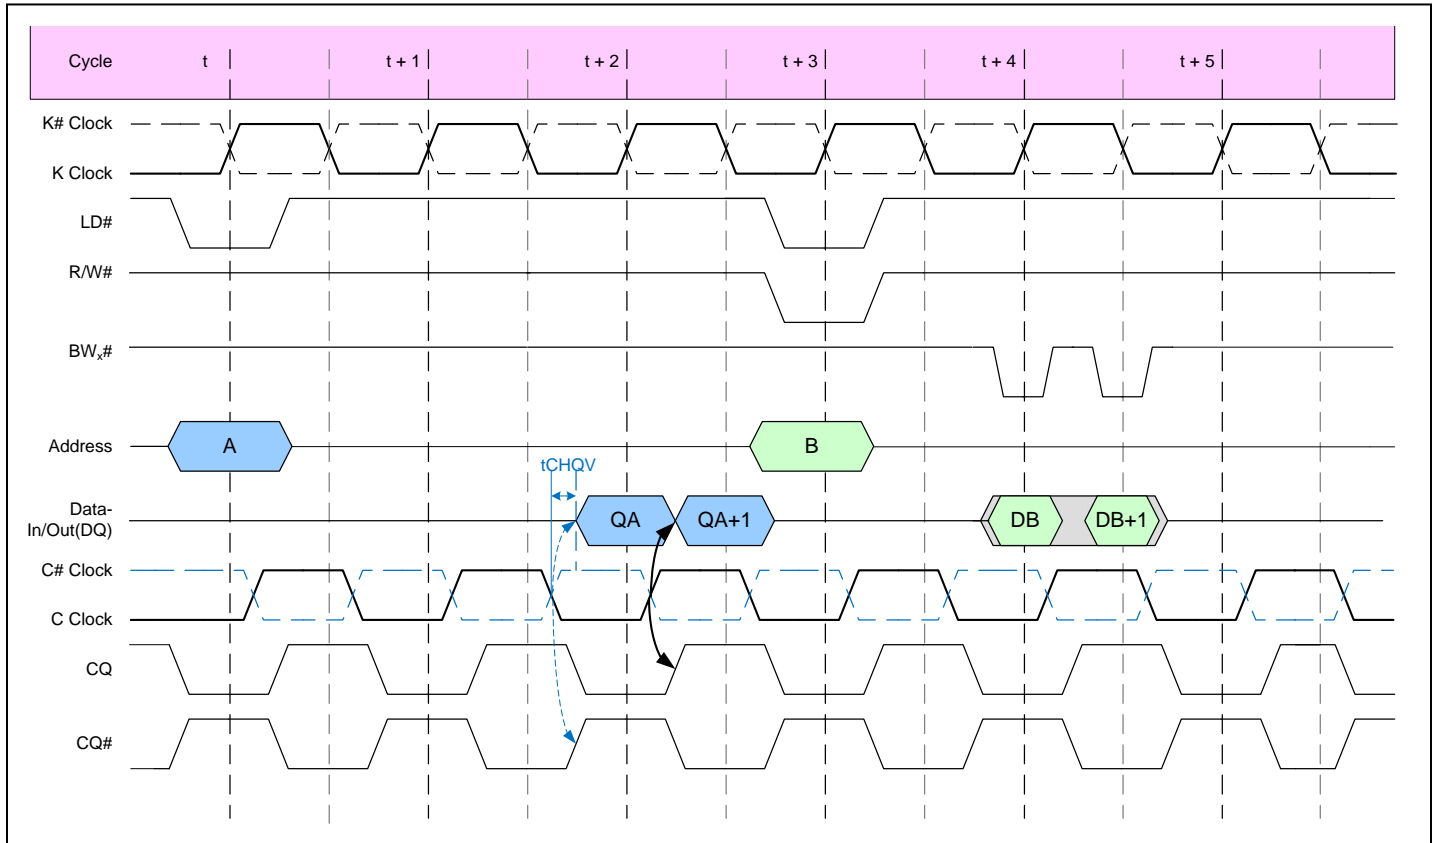 Cycle t t + 1 t + 2 t + 3 t + 4 t + 5
K# Clock
K Clock
LD#
R/W#
BWx#
Address A B
tCHQV
Data-
In/Out(DQ) QA QA+1 DB DB+1
C# Clock
C Clock
CQ
CQ#